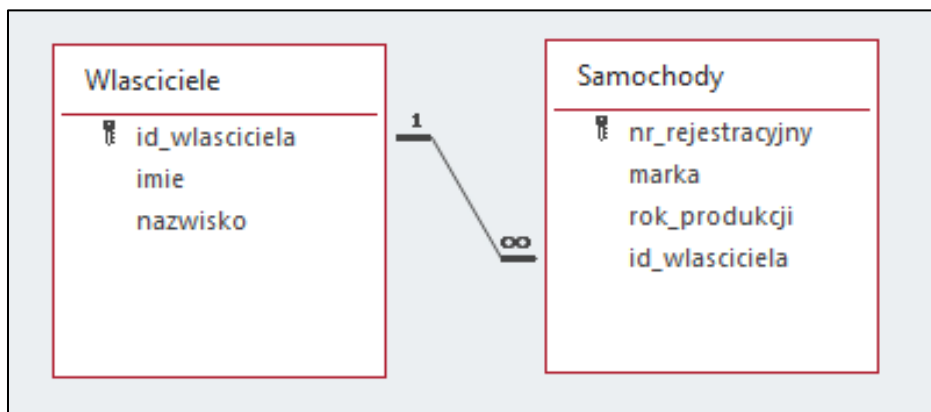 Wlasciciele
id_wlasciciela
imie
nazwisko
1
∞
Samochody
nr_rejestracyjny
marka
rok_produkcji
id_wlasciciela